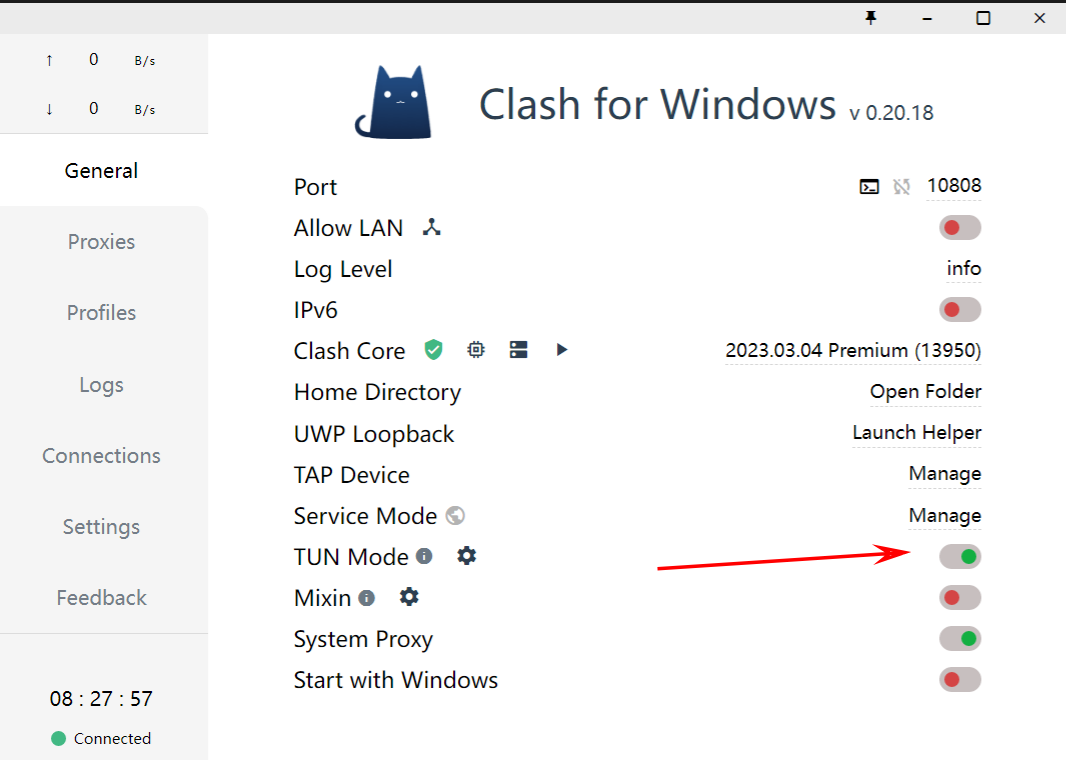 ↑ 0 B/s
↓ 0 B/s
General
Proxies
Profiles
Logs
Connections
Settings
Feedback
08 : 27 : 57
Connected
Clash for Windows v 0.20.18
Port 10808
Allow LAN
Log Level info
IPv6
Clash Core 2023.03.04 Premium (13950)
Home Directory Open Folder
UWP Loopback Launch Helper
TAP Device Manage
Service Mode Manage
TUN Mode
Mixin
System Proxy
Start with Windows